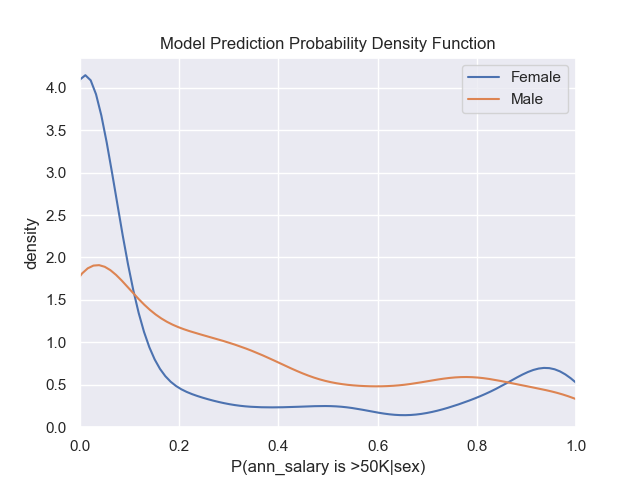 Model Prediction Probability Density Function
Female
Male
density
4.0
3.5
3.0
2.5
2.0
1.5
1.0
0.5
0.0
0.0 0.2 0.4 0.6 0.8 1.0
P(ann_salary is >50K|sex)